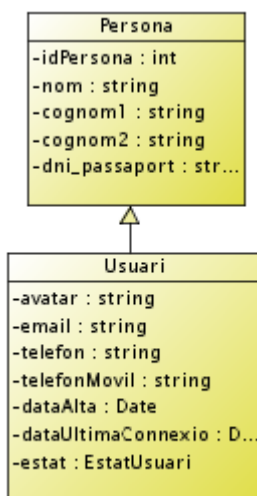 Persona
-idPersona : int
-nom : string
-cognom1 : string
-cognom2 : string
-dni_passaport : str...
Usuari
-avatar : string
-email : string
-telefon : string
-telefonMovil : string
-dataAlta : Date
-dataUltimaConnexio : D...
-estat : EstatUsuari